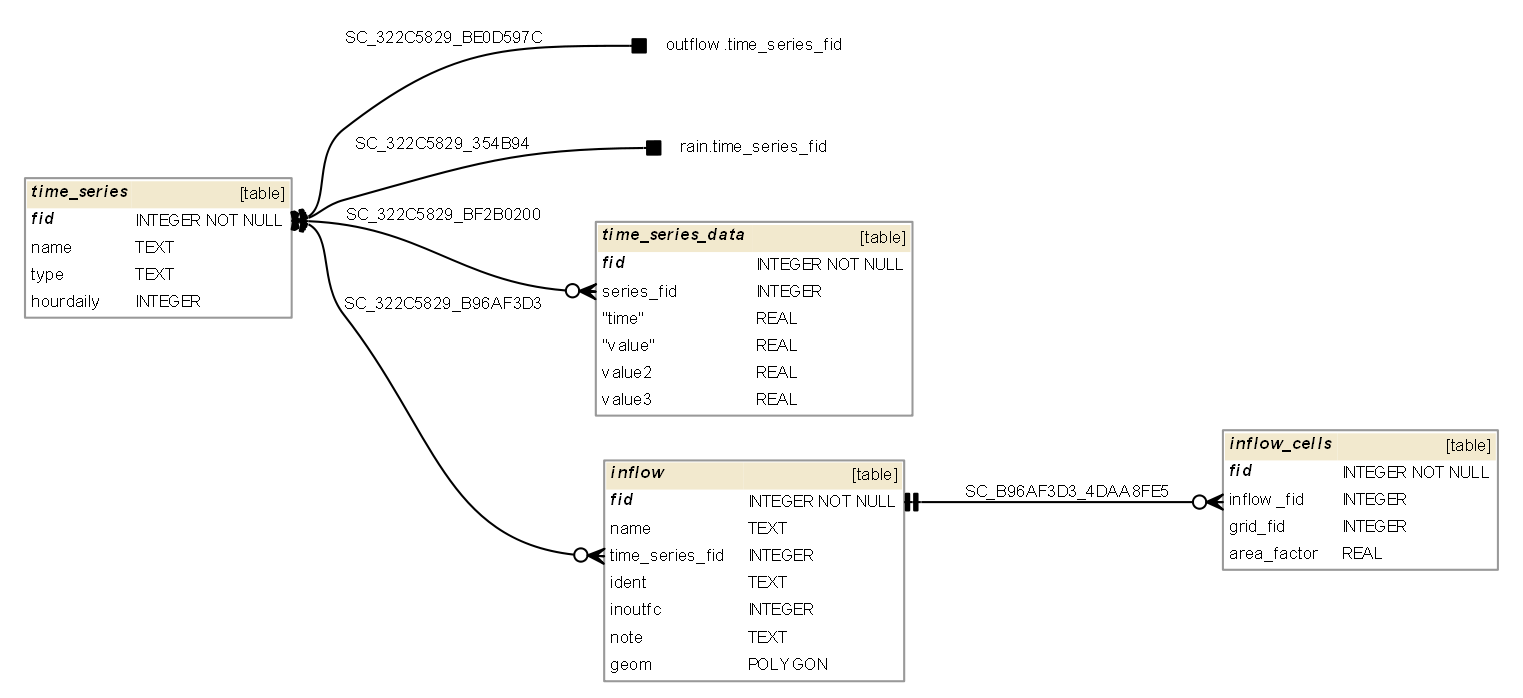 SC_322C5829_BE0D597C
outflow.time_series_fid
SC_322C5829_354B94
rain.time_series_fid
time_series [table]
fid INTEGER NOT NULL
name TEXT
type TEXT
hourdaily INTEGER
SC_322C5829_BF2B0200
time_series_data [table]
fid INTEGER NOT NULL
series_fid INTEGER
"time" REAL
"value" REAL
value2 REAL
value3 REAL
SC_322C5829_B96AF3D3
inflow [table]
fid INTEGER NOT NULL
name TEXT
time_series_fid INTEGER
ident TEXT
inoutfc INTEGER
note TEXT
geom POLYGON
SC_B96AF3D3_4DAA8FE5
inflow_cells [table]
fid INTEGER NOT NULL
inflow_fid INTEGER
grid_fid INTEGER
area_factor REAL